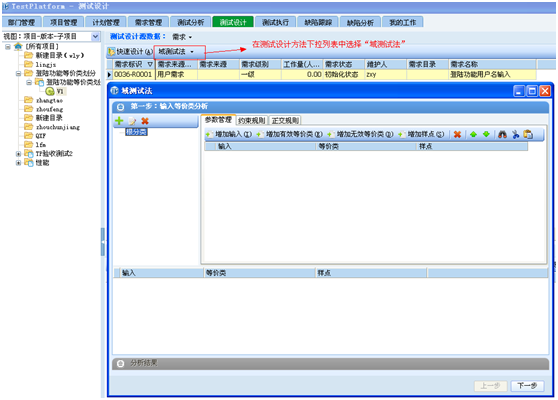 TestPlatform - 测试设计
部门管理 项目管理 计划管理 需求管理 测试分析 测试设计 测试执行 缺陷跟踪 缺陷分析 我的工作
视图：项目-版本-子项目
[所有项目]
新建目录(wly)
lingjs
登陆功能等价类划分
登陆功能等价类划
V1
zhangtao
zhoufeng
新建目录
zhouchunjiang
QXF
lfm
TP验收测试2
性能
测试设计源数据： 需求
快速设计(A) 域测试法
在测试设计方法下拉列表中选择“域测试法”
需求标识 需求来源... 需求来源 需求级别 工作量(人... 需求状态 维护人 需求目录 需求名称
0036-R0001 用户需求 一级 0.00 初始化状态 zxy 登陆功能用户名输入
域测试法
第一步：输入等价类分析
根分类
参数管理 约束规则 正交规则
增加输入(I) 增加有效等价类(E) 增加无效等价类(D) 增加样点(S)
输入 等价类 样点
输入 等价类 样点
分析结果
上一步 下一步